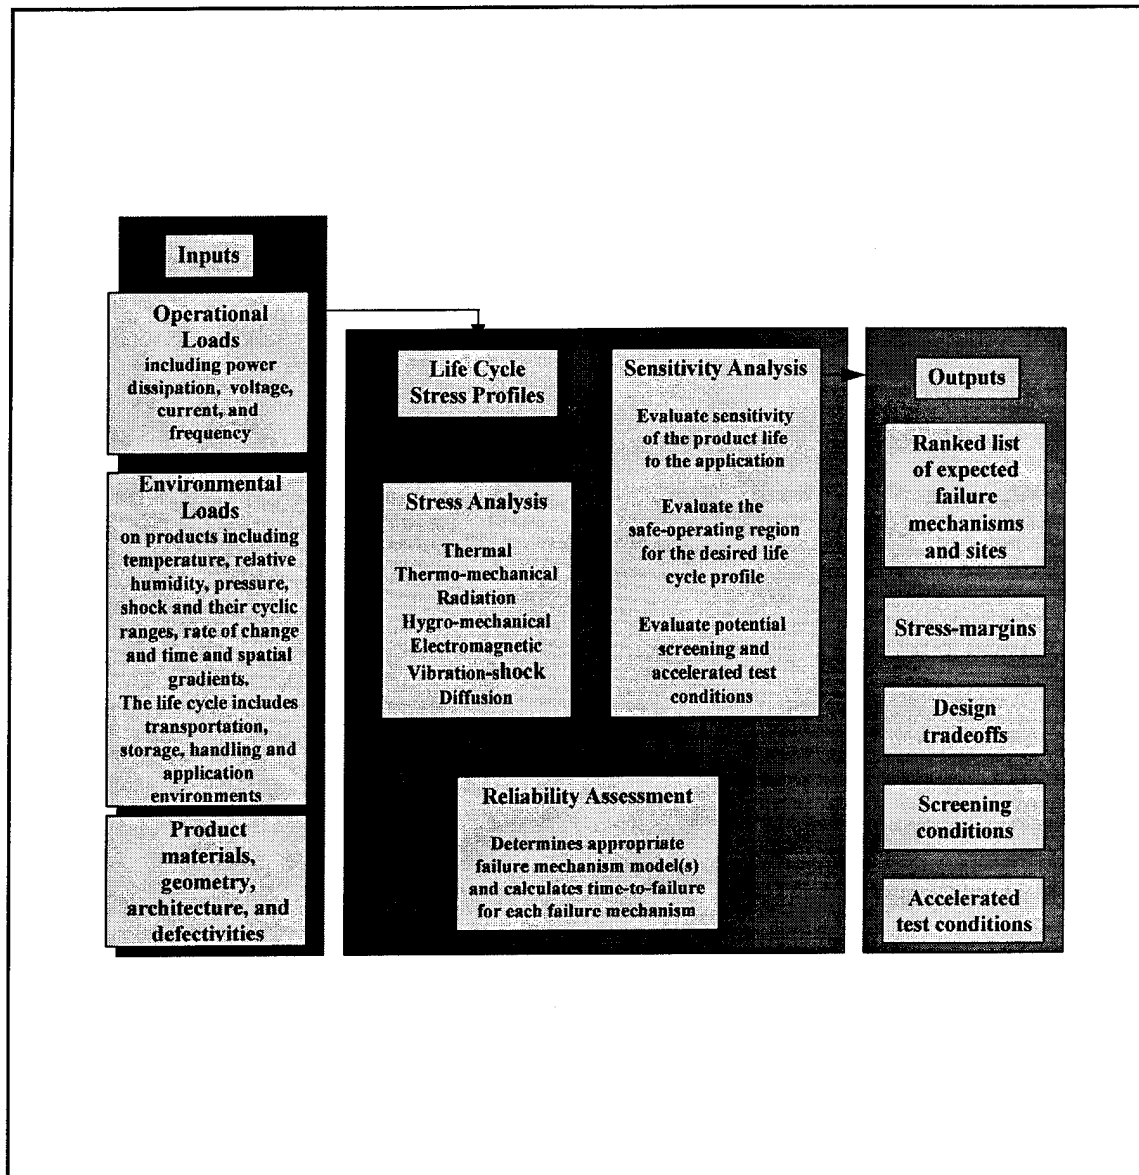 Inputs
Operational
Loads
including power
dissipation, voltage,
current, and
frequency
Environmental
Loads
on products including
temperature, relative
humidity, pressure,
shock and their cyclic
ranges, rate of change
and time and spatial
gradients.
The life cycle includes
transportation,
storage, handling and
application
environments
Product
materials,
geometry,
architecture, and
defectivities
Life Cycle
Stress Profiles
Stress Analysis
Thermal
Thermo-mechanical
Radiation
Hygro-mechanical
Electromagnetic
Vibration-shock
Diffusion
Sensitivity Analysis
Evaluate sensitivity
of the product life
to the application
Evaluate the
safe-operating region
for the desired life
cycle profile
Evaluate potential
screening and
accelerated test
conditions
Reliability Assessment
Determines appropriate
failure mechanism model(s)
and calculates time-to-failure
for each failure mechanism
Outputs
Ranked list
of expected
failure
mechanisms
and sites
Stress-margins
Design
tradeoffs
Screening
conditions
Accelerated
test conditions